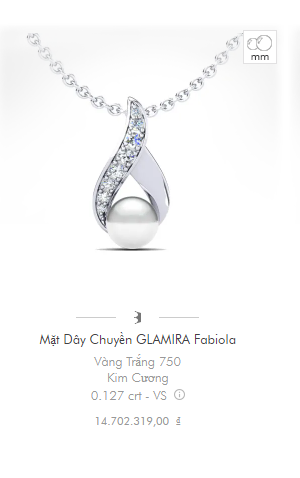 mm
Mặt Dây Chuyền GLAMIRA Fabiola
Vàng Trắng 750
Kim Cương
0.127 crt - VS
14.702.319,00 ₫